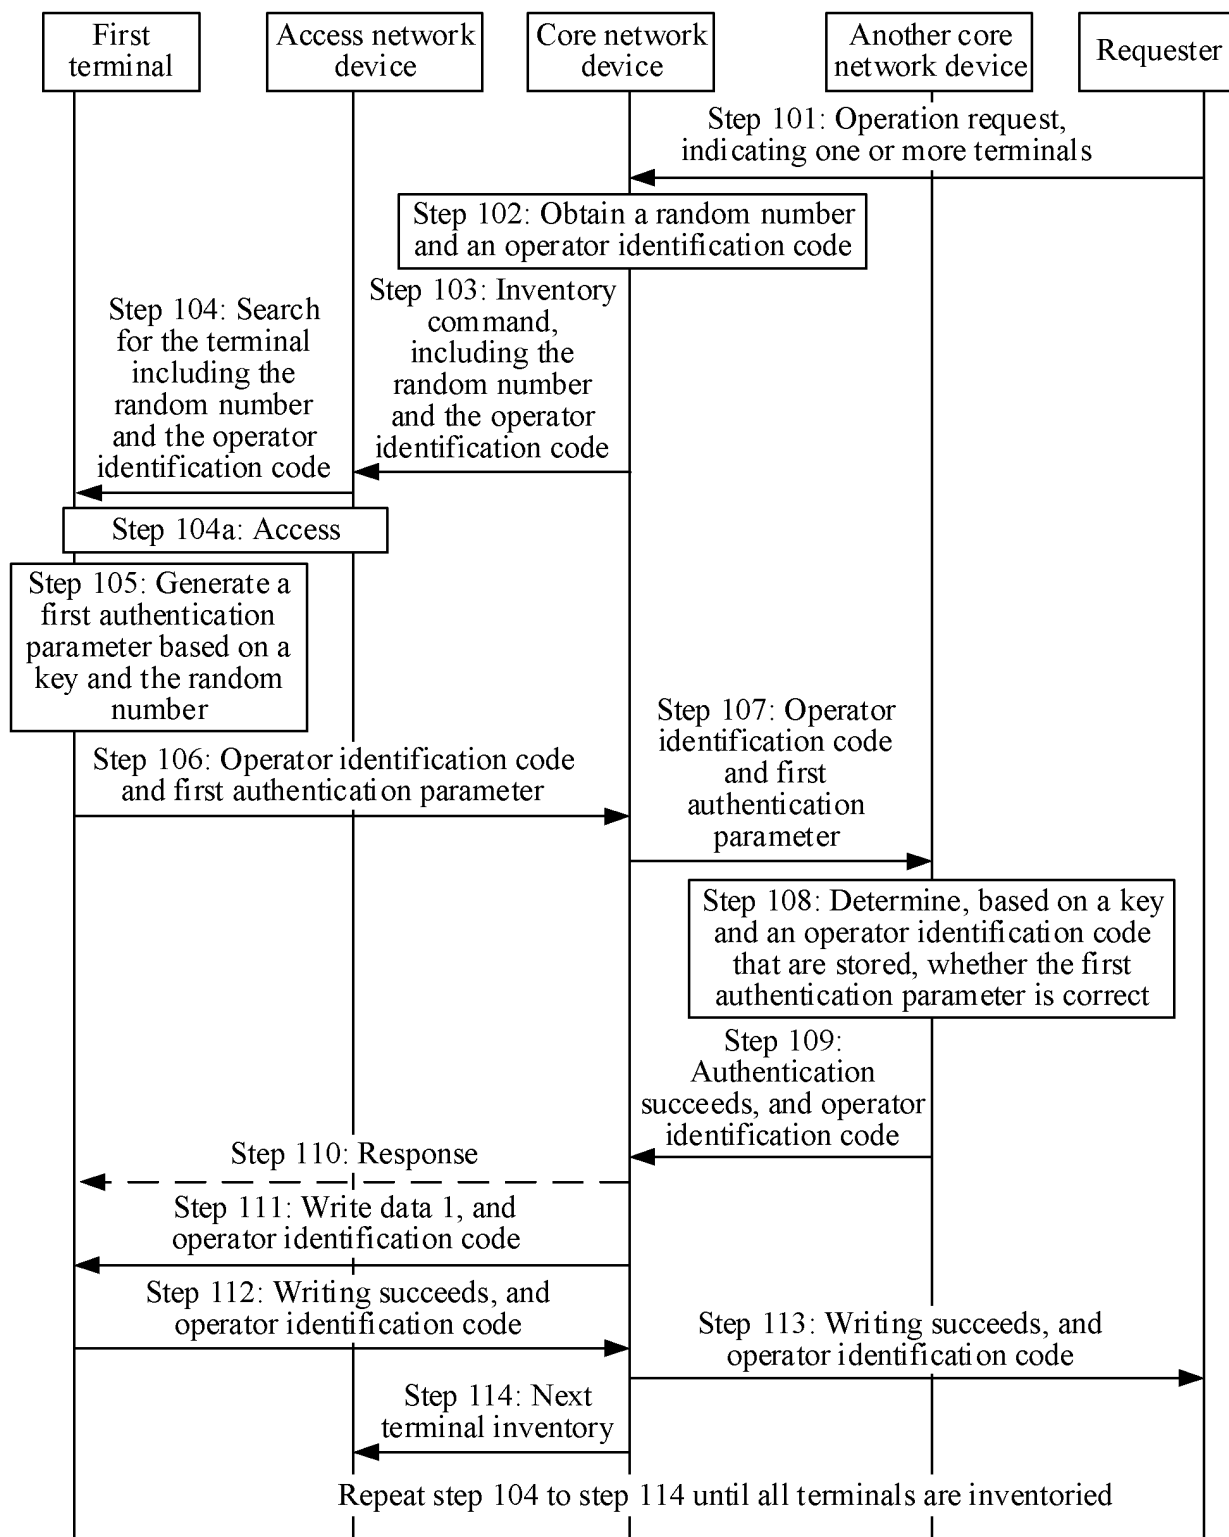 First
terminal
Access network
device
Core network
device
Another core
network device
Requester
Step 101: Operation request,
indicating one or more terminals
Step 102: Obtain a random number
and an operator identification code
Step 103: Inventory
command,
including the
random number
and the operator
identification code
Step 104: Search
for the terminal
including the
random number
and the operator
identification code
Step 104a: Access
Step 105: Generate a
first authentication
parameter based on a
key and the random
number
Step 106: Operator identification code
and first authentication parameter
Step 107: Operator
identification code
and first
authentication
parameter
Step 108: Determine, based on a key
and an operator identification code
that are stored, whether the first
authentication parameter is correct
Step 109:
Authentication
succeeds, and operator
identification code
Step 110: Response
Step 111: Write data 1, and
operator identification code
Step 112: Writing succeeds, and
operator identification code
Step 113: Writing succeeds, and
operator identification code
Step 114: Next
terminal inventory
Repeat step 104 to step 114 until all terminals are inventoried